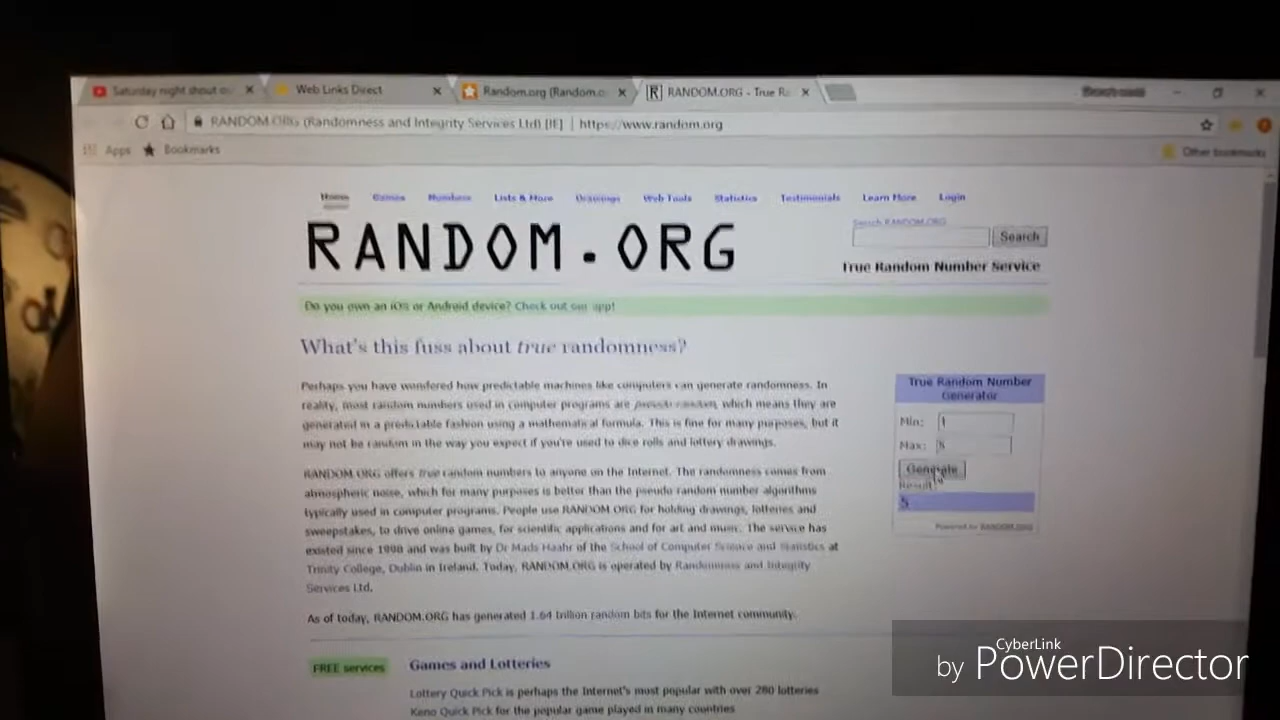 Saturday night shout
Web Links Direct
Random.org (Random.o
RANDOM.ORG - True Ra
RANDOM.ORG (Randomness and Integrity Services Ltd) [IE] | https://www.random.org
Apps Bookmarks
Other bookmarks
Home Games Numbers Lists & More Drawings Web Tools Statistics Testimonials Learn More Login
RANDOM.ORG
Search RANDOM.ORG
Search
True Random Number Service
Do you own an iOS or Android device? Check out our app!
What's this fuss about true randomness?
Perhaps you have wondered how predictable machines like computers can generate randomness. In
reality, most random numbers used in computer programs are pseudo-random, which means they are
generated in a predictable fashion using a mathematical formula. This is fine for many purposes, but it
may not be random in the way you expect if you're used to dice rolls and lottery drawings.
RANDOM.ORG offers true random numbers to anyone on the Internet. The randomness comes from
atmospheric noise, which for many purposes is better than the pseudo-random number algorithms
typically used in computer programs. People use RANDOM.ORG for holding drawings, lotteries and
sweepstakes, to drive online games, for scientific applications and for art and music. The service has
existed since 1998 and was built by Dr Mads Haahr of the School of Computer Science and Statistics at
Trinity College, Dublin in Ireland. Today, RANDOM.ORG is operated by Randomness and Integrity
Services Ltd.
As of today, RANDOM.ORG has generated 1.64 trillion random bits for the Internet community.
True Random Number
Generator
Min: 1
Max: 5
Generate
Result:
5
Powered by RANDOM.ORG
FREE services
Games and Lotteries
Lottery Quick Pick is perhaps the Internet's most popular with over 280 lotteries
Keno Quick Pick for the popular game played in many countries
CyberLink
by PowerDirector